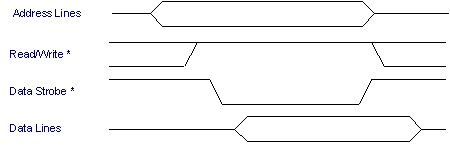 Address Lines
Read/Write *
Data Strobe *
Data Lines